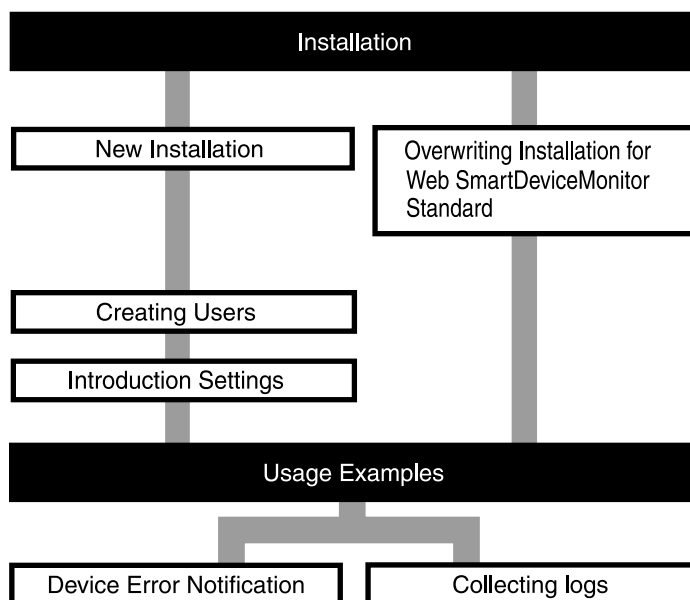 Installation
New Installation
Overwriting Installation for
Web SmartDeviceMonitor
Standard
Creating Users
Introduction Settings
Usage Examples
Device Error Notification
Collecting logs